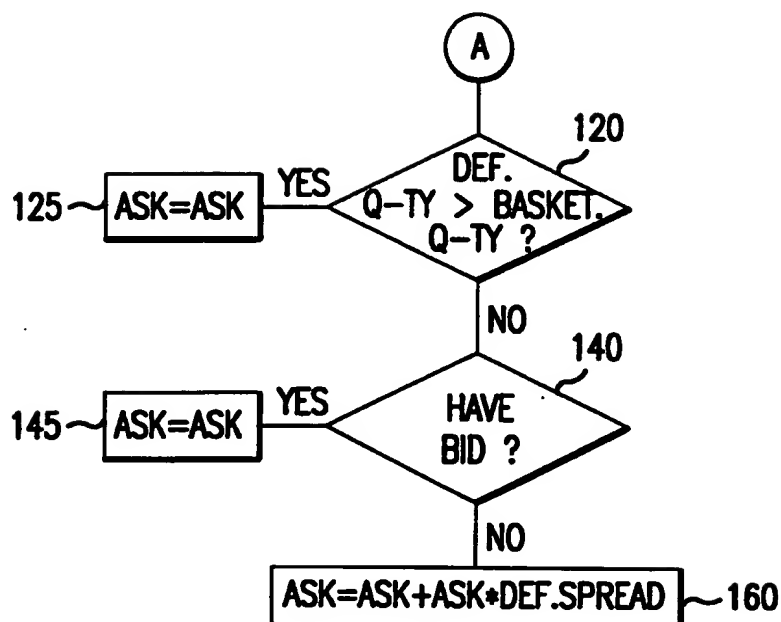 A
120
DEF.
Q-TY > BASKET.
Q-TY ?
YES
ASK=ASK
125
NO
140
HAVE
BID ?
YES
ASK=ASK
145
NO
ASK=ASK+ASK*DEF.SPREAD
160